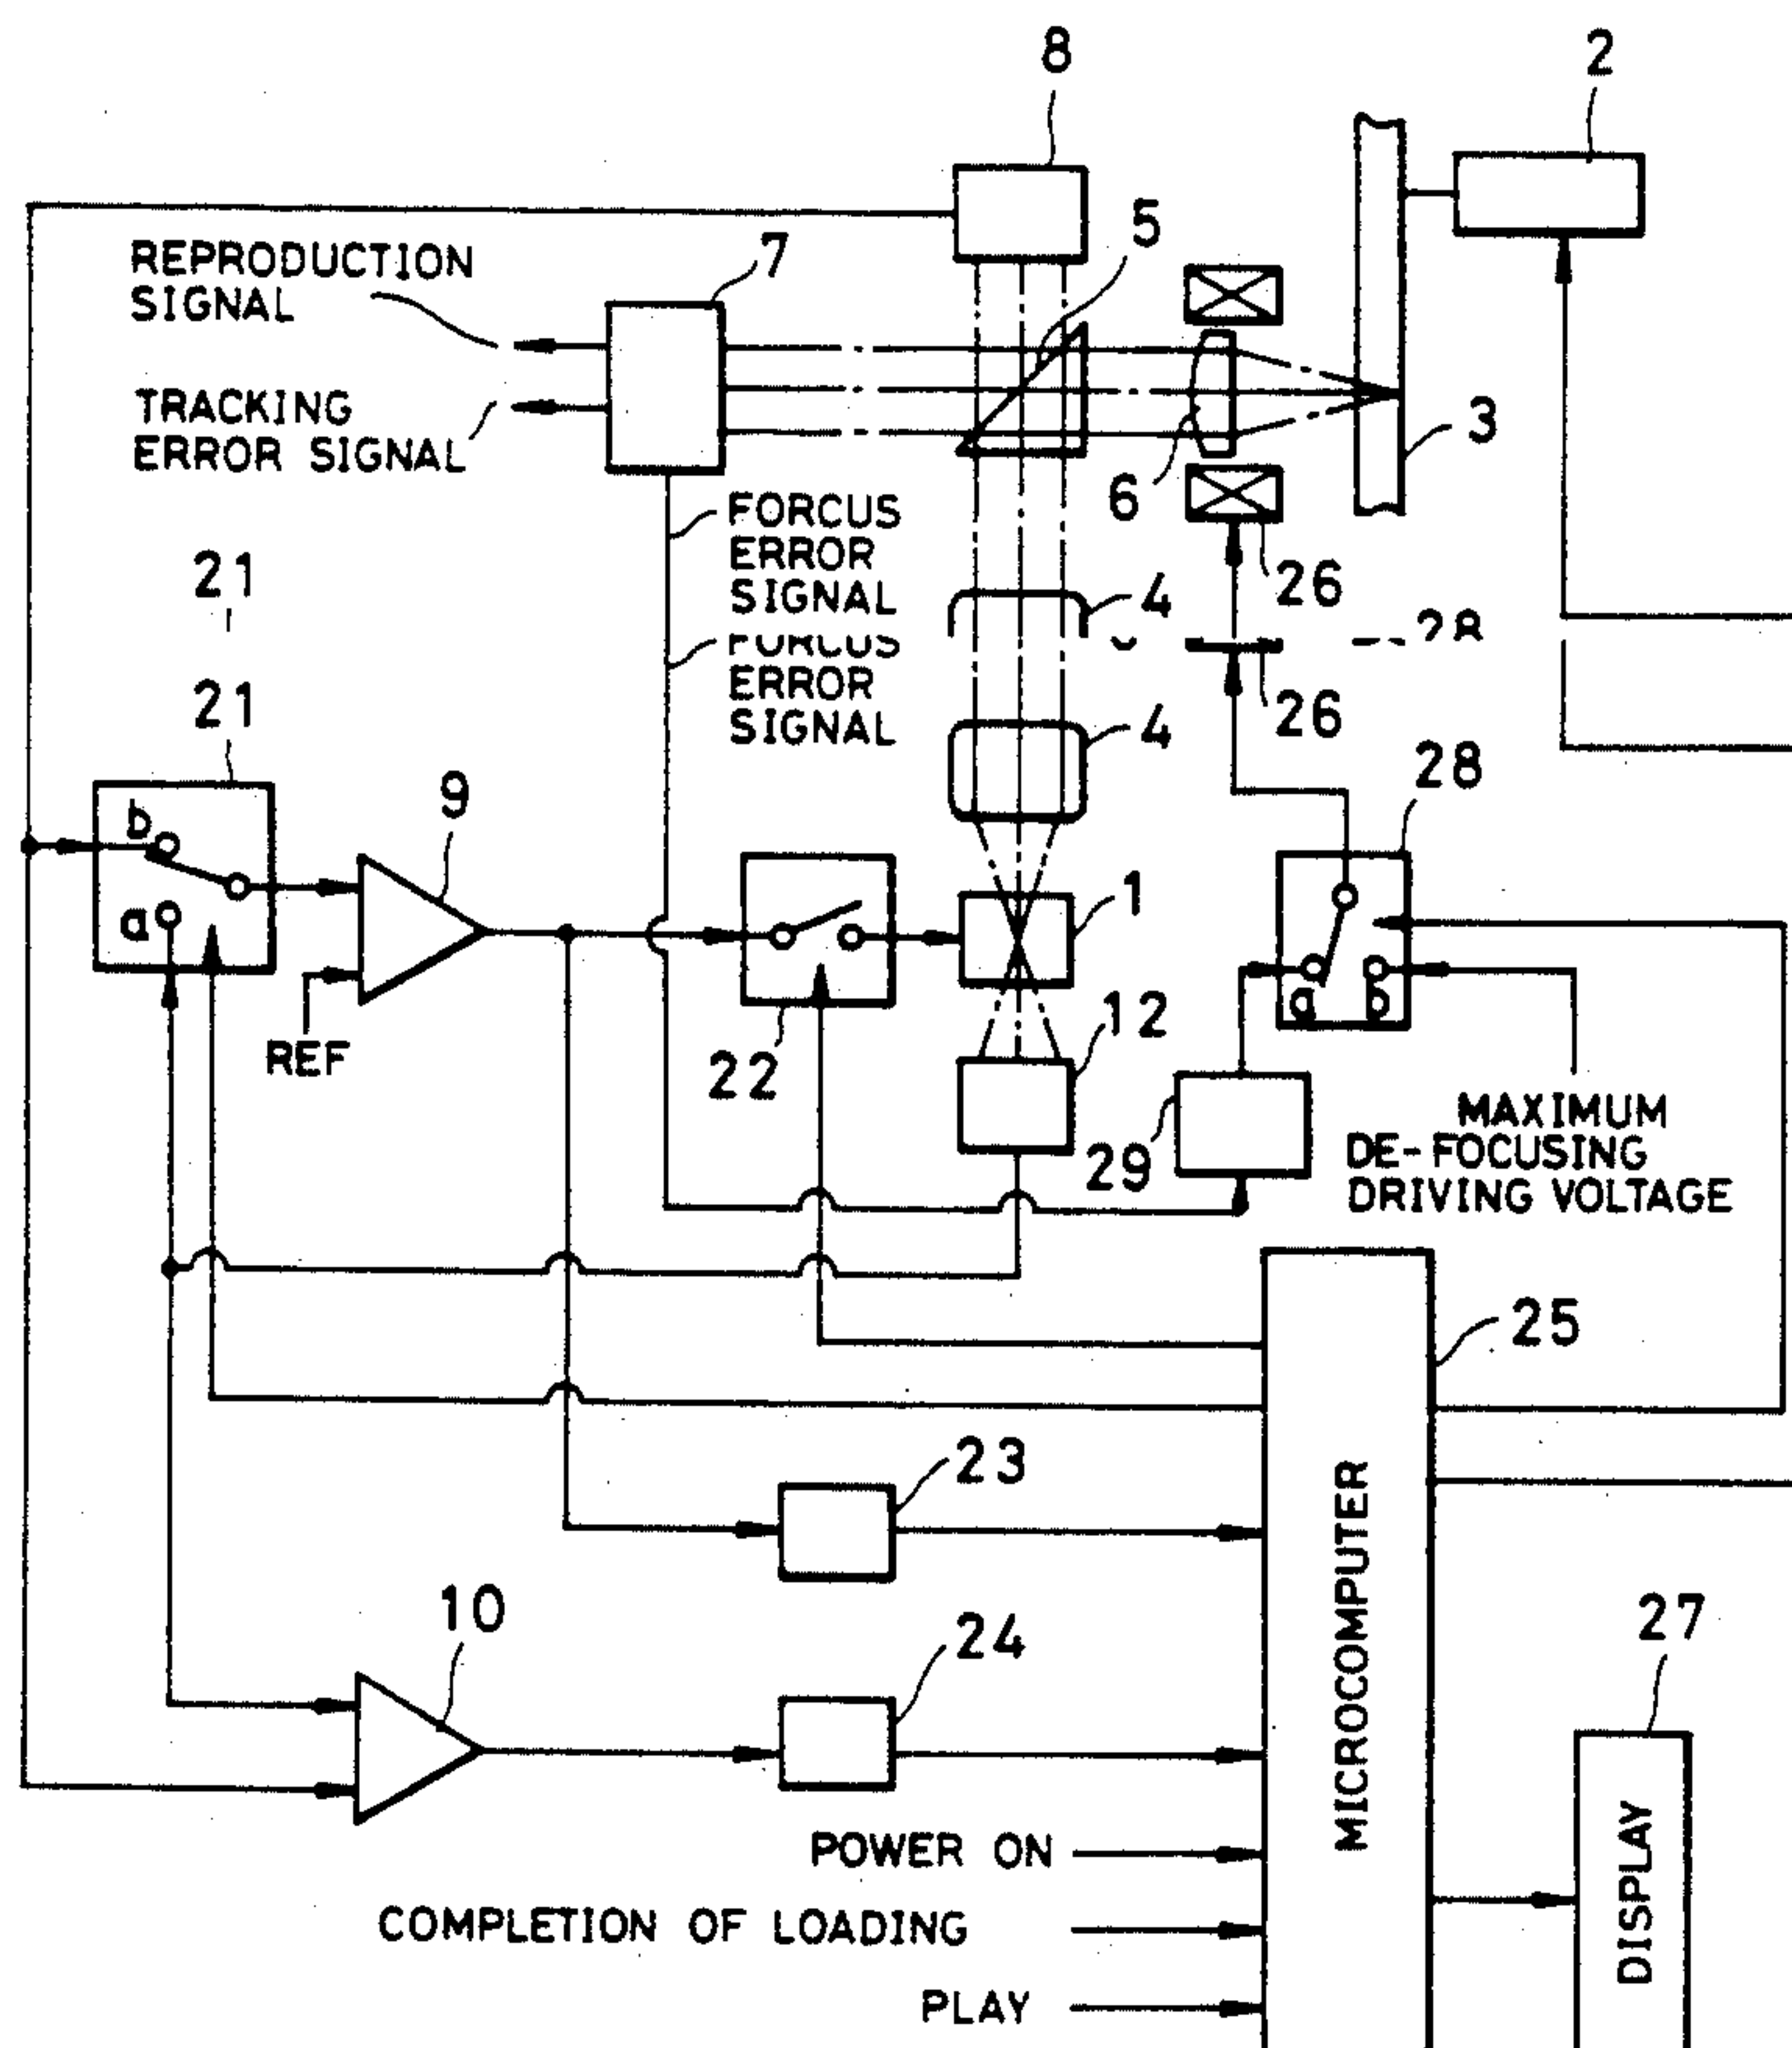 8
2
5
7
REPRODUCTION
SIGNAL
TRACKING
ERROR SIGNAL
3
6
FORCUS
ERROR
SIGNAL
21
26
4
28
FORCUS
ERROR
SIGNAL
21
26
4
28
9
b
a
1
a b
REF
22
12
29
MAXIMUM
DE-FOCUSING
DRIVING VOLTAGE
25
23
MICROCOMPUTER
10
24
27
POWER ON
DISPLAY
COMPLETION OF LOADING
PLAY